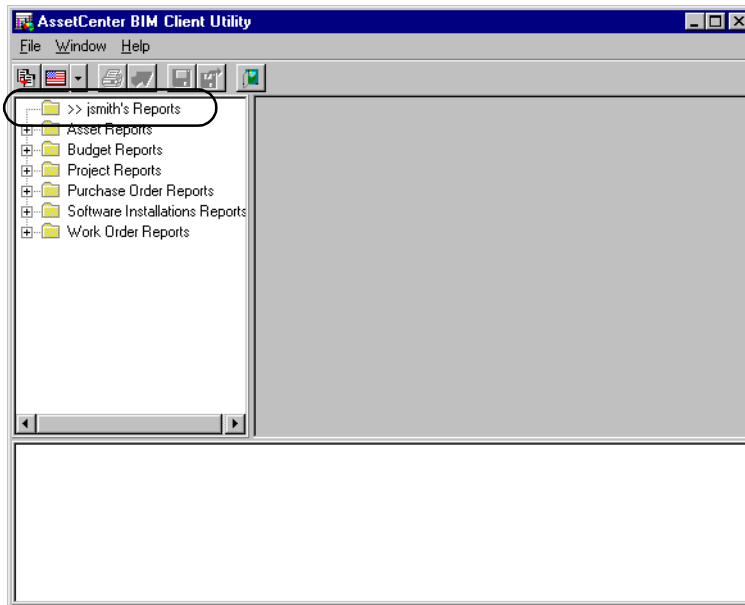 AssetCenter BIM Client Utility
File Window Help
>> jsmith's Reports
Asset Reports
Budget Reports
Project Reports
Purchase Order Reports
Software Installations Reports
Work Order Reports